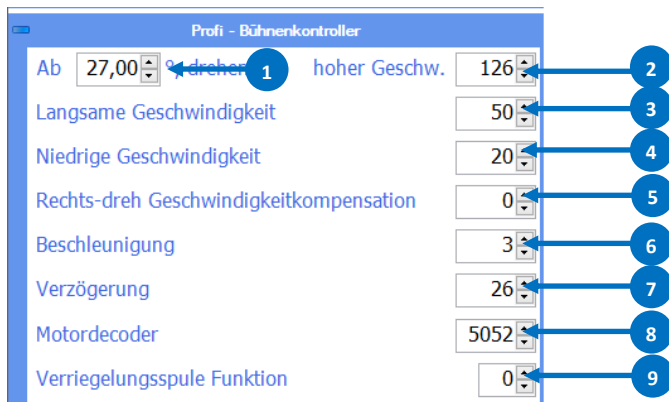 Profi - Bühnenkontroller
Ab 27,00 % drehen hoher Geschw. 126
Langsame Geschwindigkeit 50
Niedrige Geschwindigkeit 20
Rechts-dreh Geschwindigkeitkompensation 0
Beschleunigung 3
Verzögerung 26
Motordecoder 5052
Verriegelungsspule Funktion 0
1
2
3
4
5
6
7
8
9